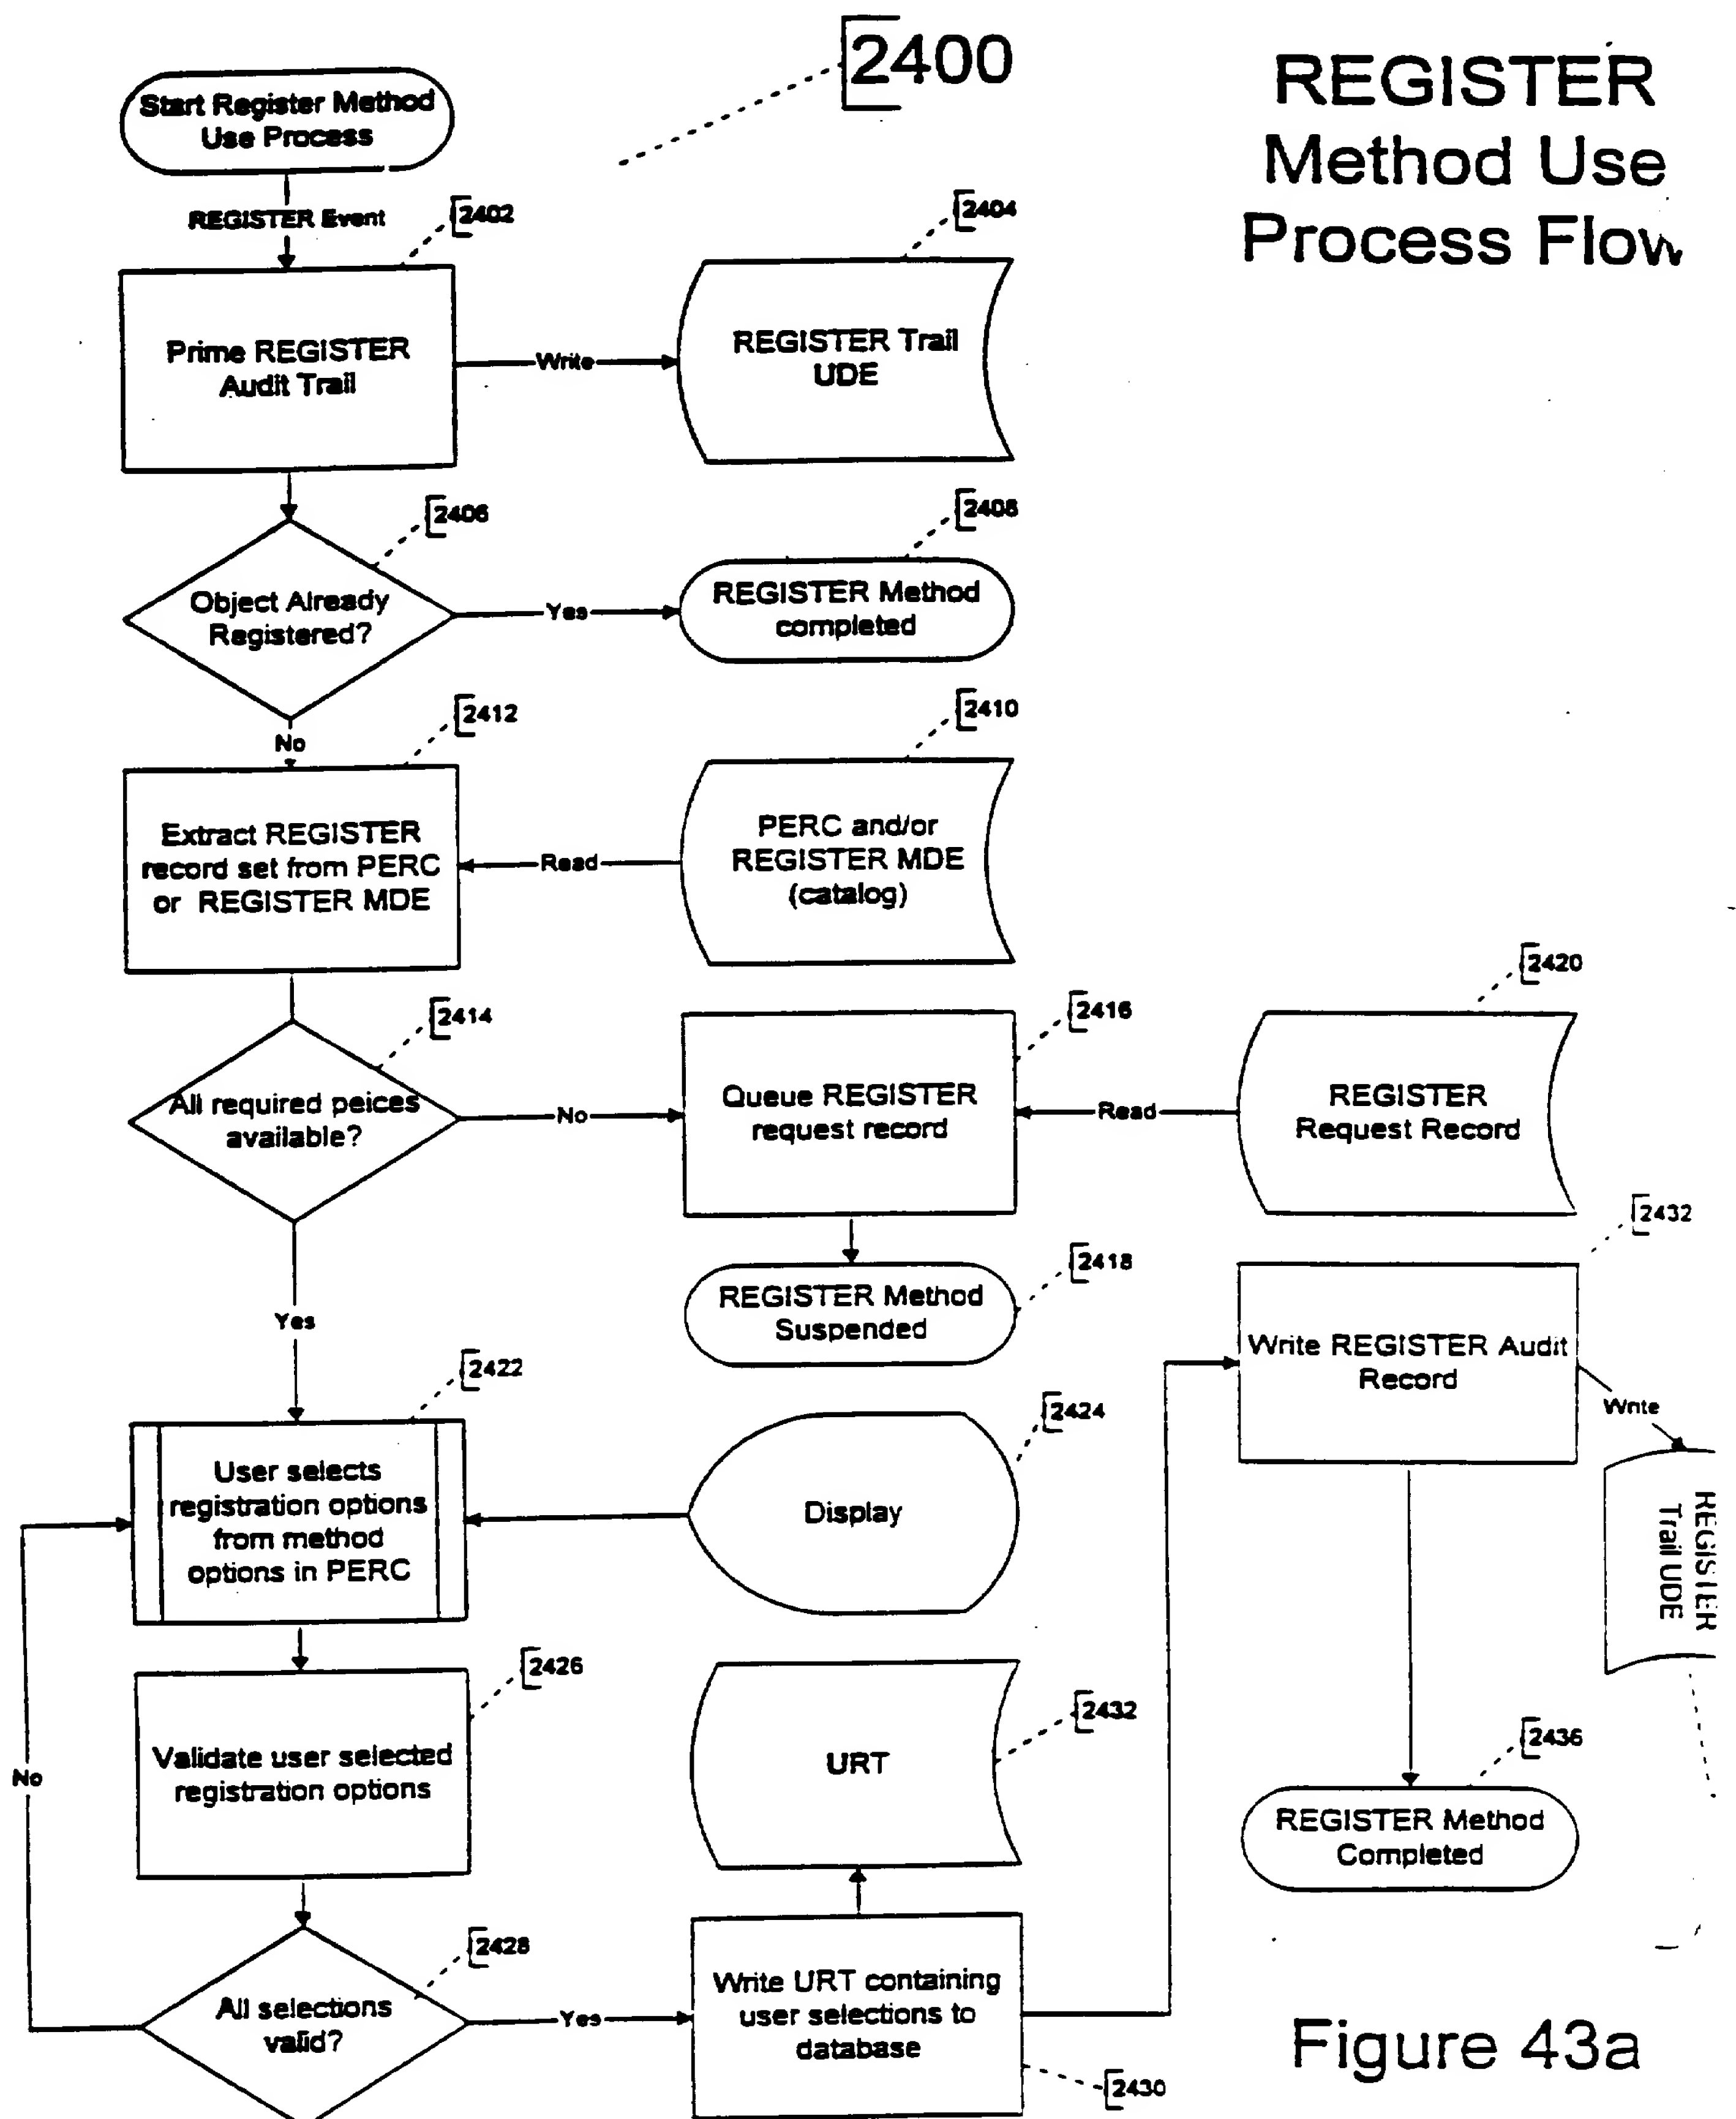 2400
REGISTER
Method Use
Process Flow
Start Register Method
Use Process
REGISTER Event
2402
2404
Prime REGISTER
Audit Trail
Write
REGISTER Trail
UDE
2406
2408
Object Already
Registered?
Yes
REGISTER Method
completed
No
2412
2410
Extract REGISTER
record set from PERC
or REGISTER MDE
Read
PERC and/or
REGISTER MDE
(catalog)
2414
2416
2420
All required peices
available?
No
Queue REGISTER
request record
Read
REGISTER
Request Record
Yes
2418
REGISTER Method
Suspended
2432
Write REGISTER Audit
Record
Write
REGISTER
Trail UDE
2422
2424
User selects
registration options
from method
options in PERC
Display
2426
2432
Validate user selected
registration options
URT
No
2436
REGISTER Method
Completed
2428
All selections
valid?
Yes
Write URT containing
user selections to
database
2430
Figure 43a